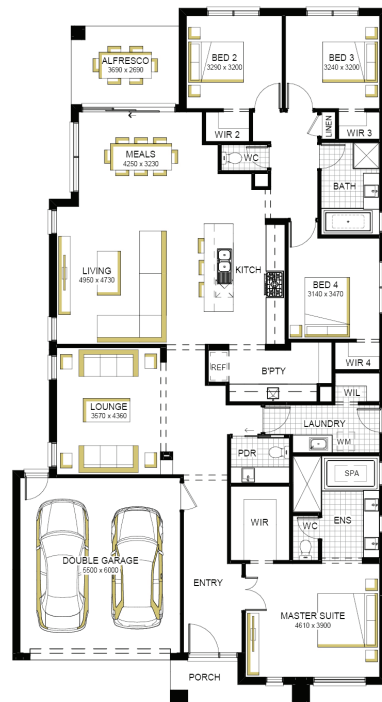 BED 2
3290 x 3200
BED 3
3240 x 3200
ALFRESCO
3690 x 2690
WIR 2
LINEN
WIR 3
MEALS
4250 x 3230
WC
BATH
LIVING
4950 x 4730
KITCH
BED 4
3140 x 3470
REF
B'PTY
WIR 4
WIL
LOUNGE
3570 x 4360
LAUNDRY
WM
PDR
SPA
WIR
WC
ENS
DOUBLE GARAGE
5500 x 6000
ENTRY
MASTER SUITE
4610 x 3900
PORCH